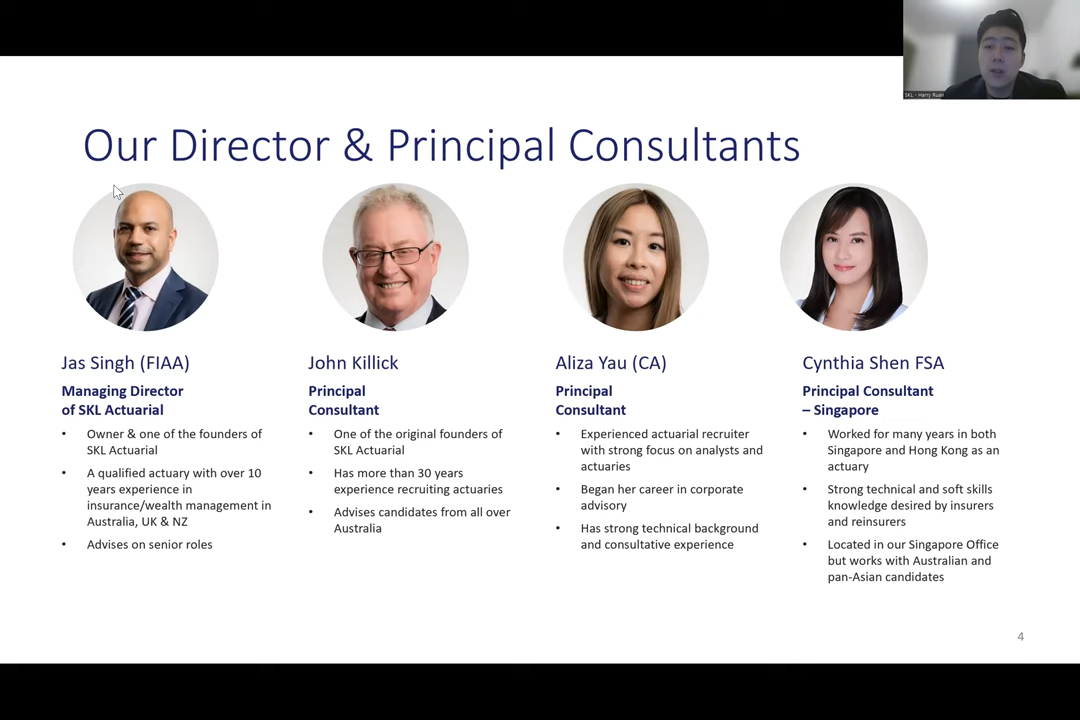 SKL - Harry Ruan
Our Director & Principal Consultants
Jas Singh (FIAA)
Managing Director
of SKL Actuarial
• Owner & one of the founders of
SKL Actuarial
• A qualified actuary with over 10
years experience in
insurance/wealth management in
Australia, UK & NZ
• Advises on senior roles
John Killick
Principal
Consultant
• One of the original founders of
SKL Actuarial
• Has more than 30 years
experience recruiting actuaries
• Advises candidates from all over
Australia
Aliza Yau (CA)
Principal
Consultant
• Experienced actuarial recruiter
with strong focus on analysts and
actuaries
• Began her career in corporate
advisory
• Has strong technical background
and consultative experience
Cynthia Shen FSA
Principal Consultant
– Singapore
• Worked for many years in both
Singapore and Hong Kong as an
actuary
• Strong technical and soft skills
knowledge desired by insurers
and reinsurers
• Located in our Singapore Office
but works with Australian and
pan-Asian candidates
4